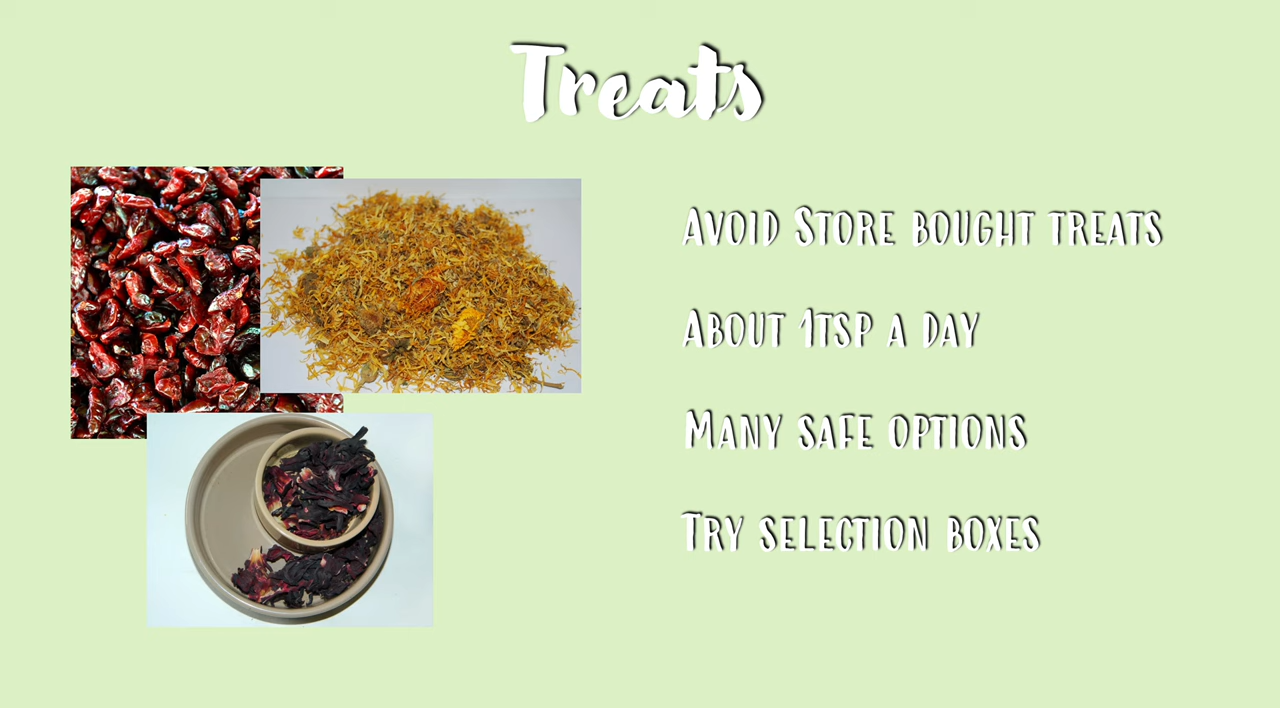 Treats
Avoid Store bought treats
About 1tsp a day
Many safe options
Try selection boxes